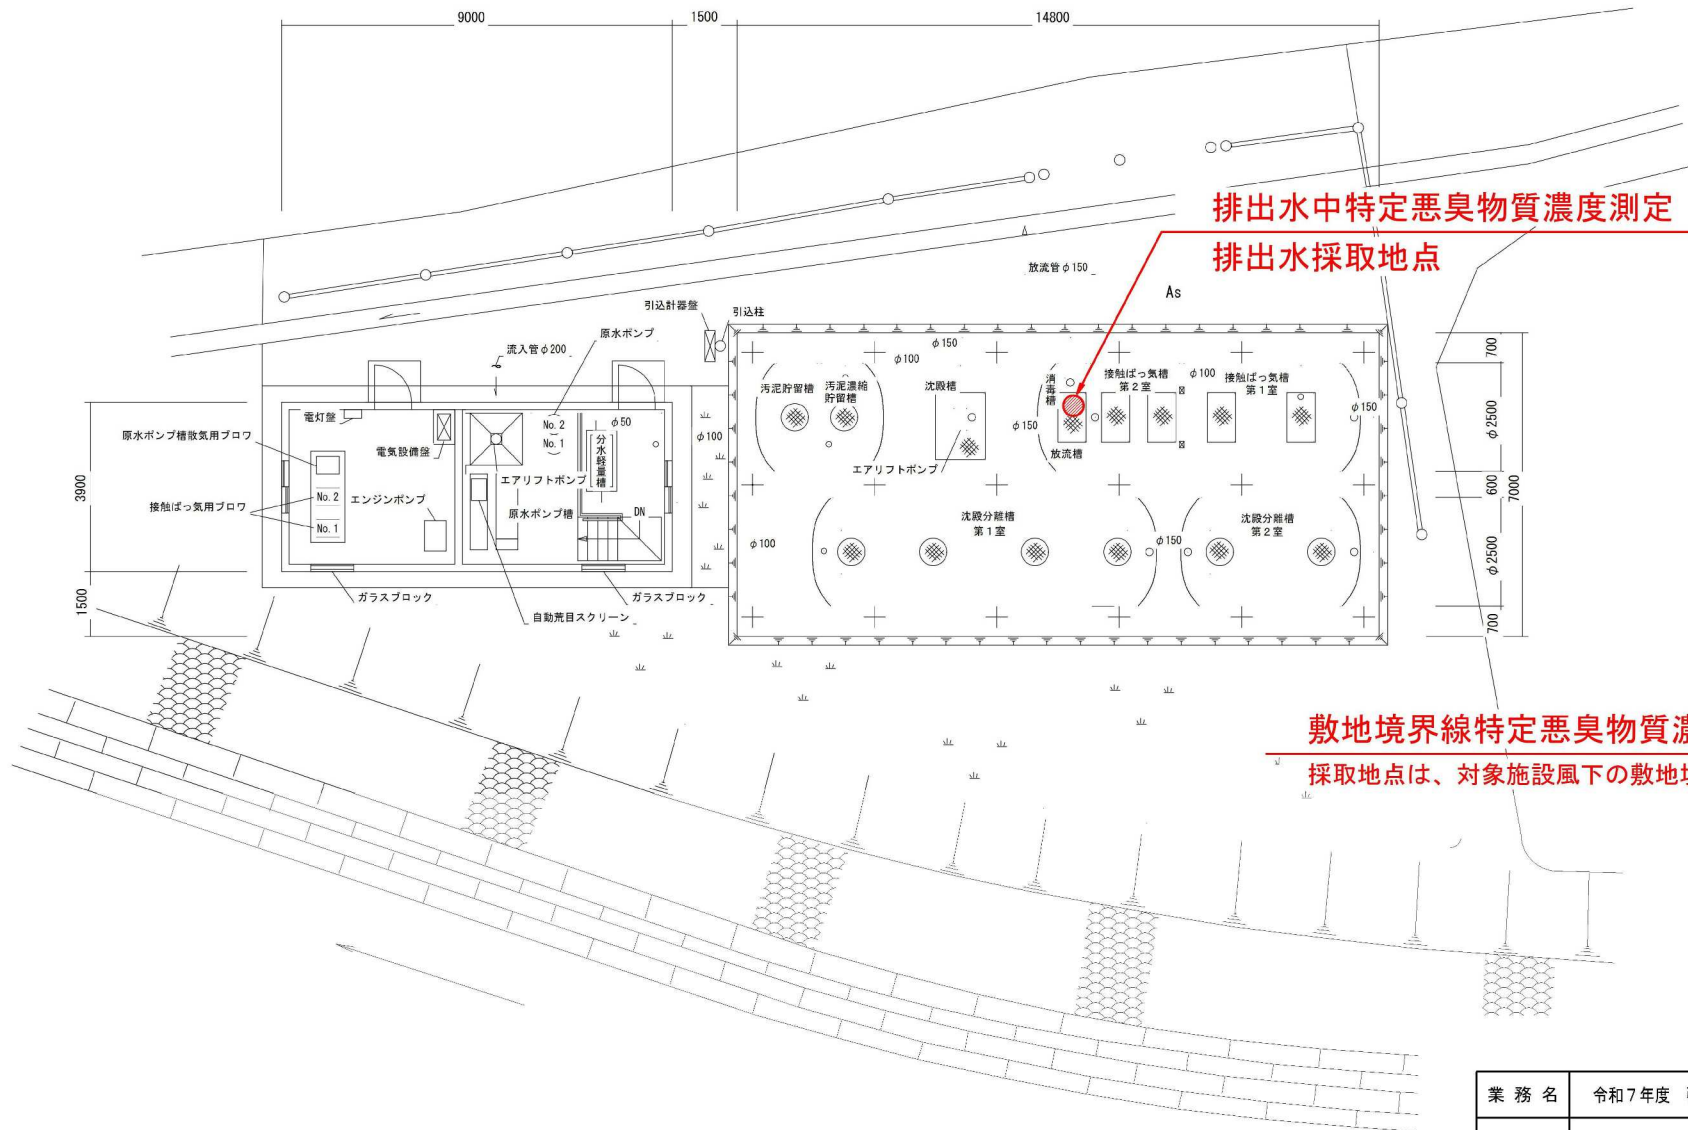 9000
1500
14800
排出水中特定悪臭物質濃度測定
排出水採取地点
放流管φ150
As
引込計器盤
引込柱
原水ポンプ
流入管φ200
φ150
φ100
700
汚泥貯留槽
汚泥濃縮
貯留槽
沈殿槽
消毒槽
接触ばっ気槽
第2室
φ100
接触ばっ気槽
第1室
φ150
φ2500
電灯盤
No. 2
No. 1
φ50
分水軽量槽
φ100
φ150
放流槽
原水ポンプ槽散気用ブロワ
電気設備盤
エアリフトポンプ
エアリフトポンプ
3900
No. 2
エンジンポンプ
接触ばっ気用ブロワ
No. 1
原水ポンプ槽
DN
600
7000
沈殿分離槽
第1室
沈殿分離槽
第2室
φ100
φ150
φ2500
1500
ガラスブロック
ガラスブロック
自動荒目スクリーン
700
敷地境界線特定悪臭物質濃
採取地点は、対象施設風下の敷地境
業務名
令和7年度